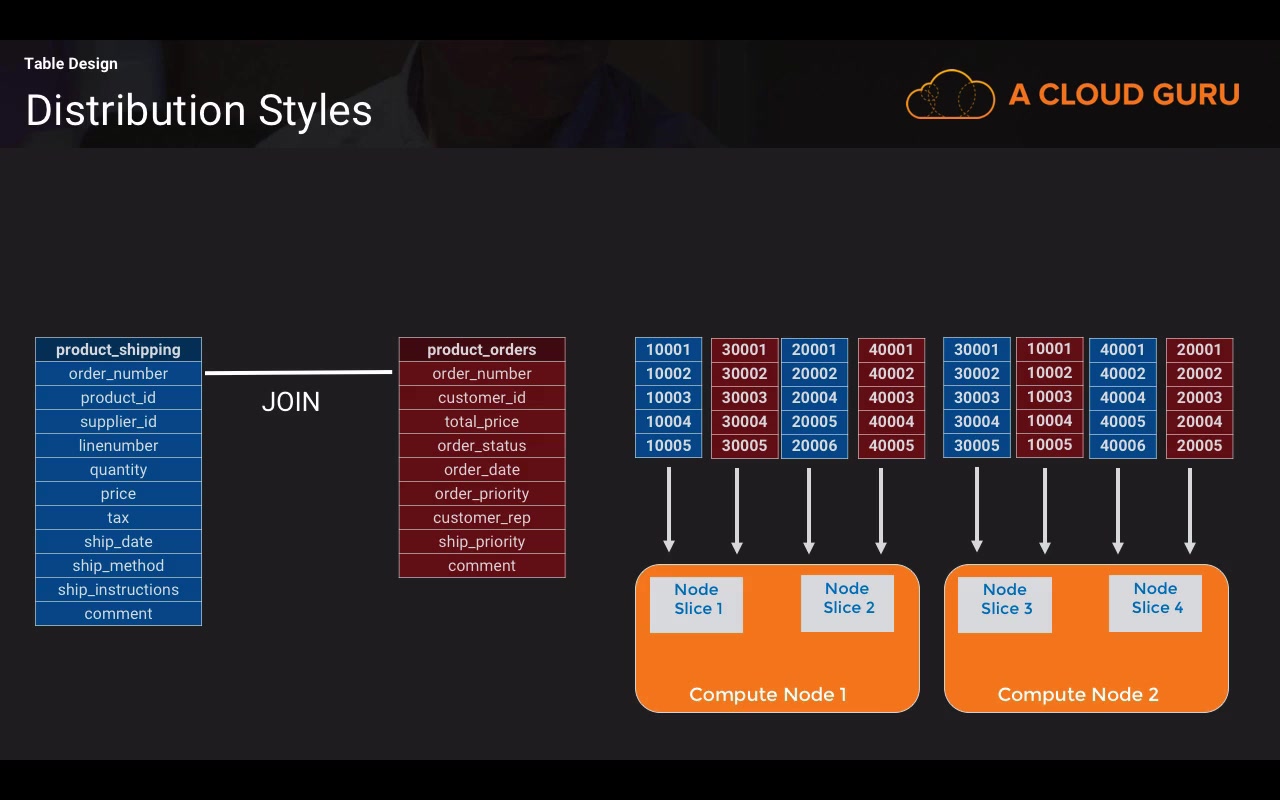 Table Design
Distribution Styles
A CLOUD GURU
product_shipping
order_number
product_id
supplier_id
linenumber
quantity
price
tax
ship_date
ship_method
ship_instructions
comment
JOIN
product_orders
order_number
customer_id
total_price
order_status
order_date
order_priority
customer_rep
ship_priority
comment
10001 30001 20001 40001 30001 10001 40001 20001
10002 30002 20002 40002 30002 10002 40002 20002
10003 30003 20004 40003 30003 10003 40004 20003
10004 30004 20005 40004 30004 10004 40005 20004
10005 30005 20006 40005 30005 10005 40006 20005
Node
Slice 1
Node
Slice 2
Compute Node 1
Node
Slice 3
Node
Slice 4
Compute Node 2